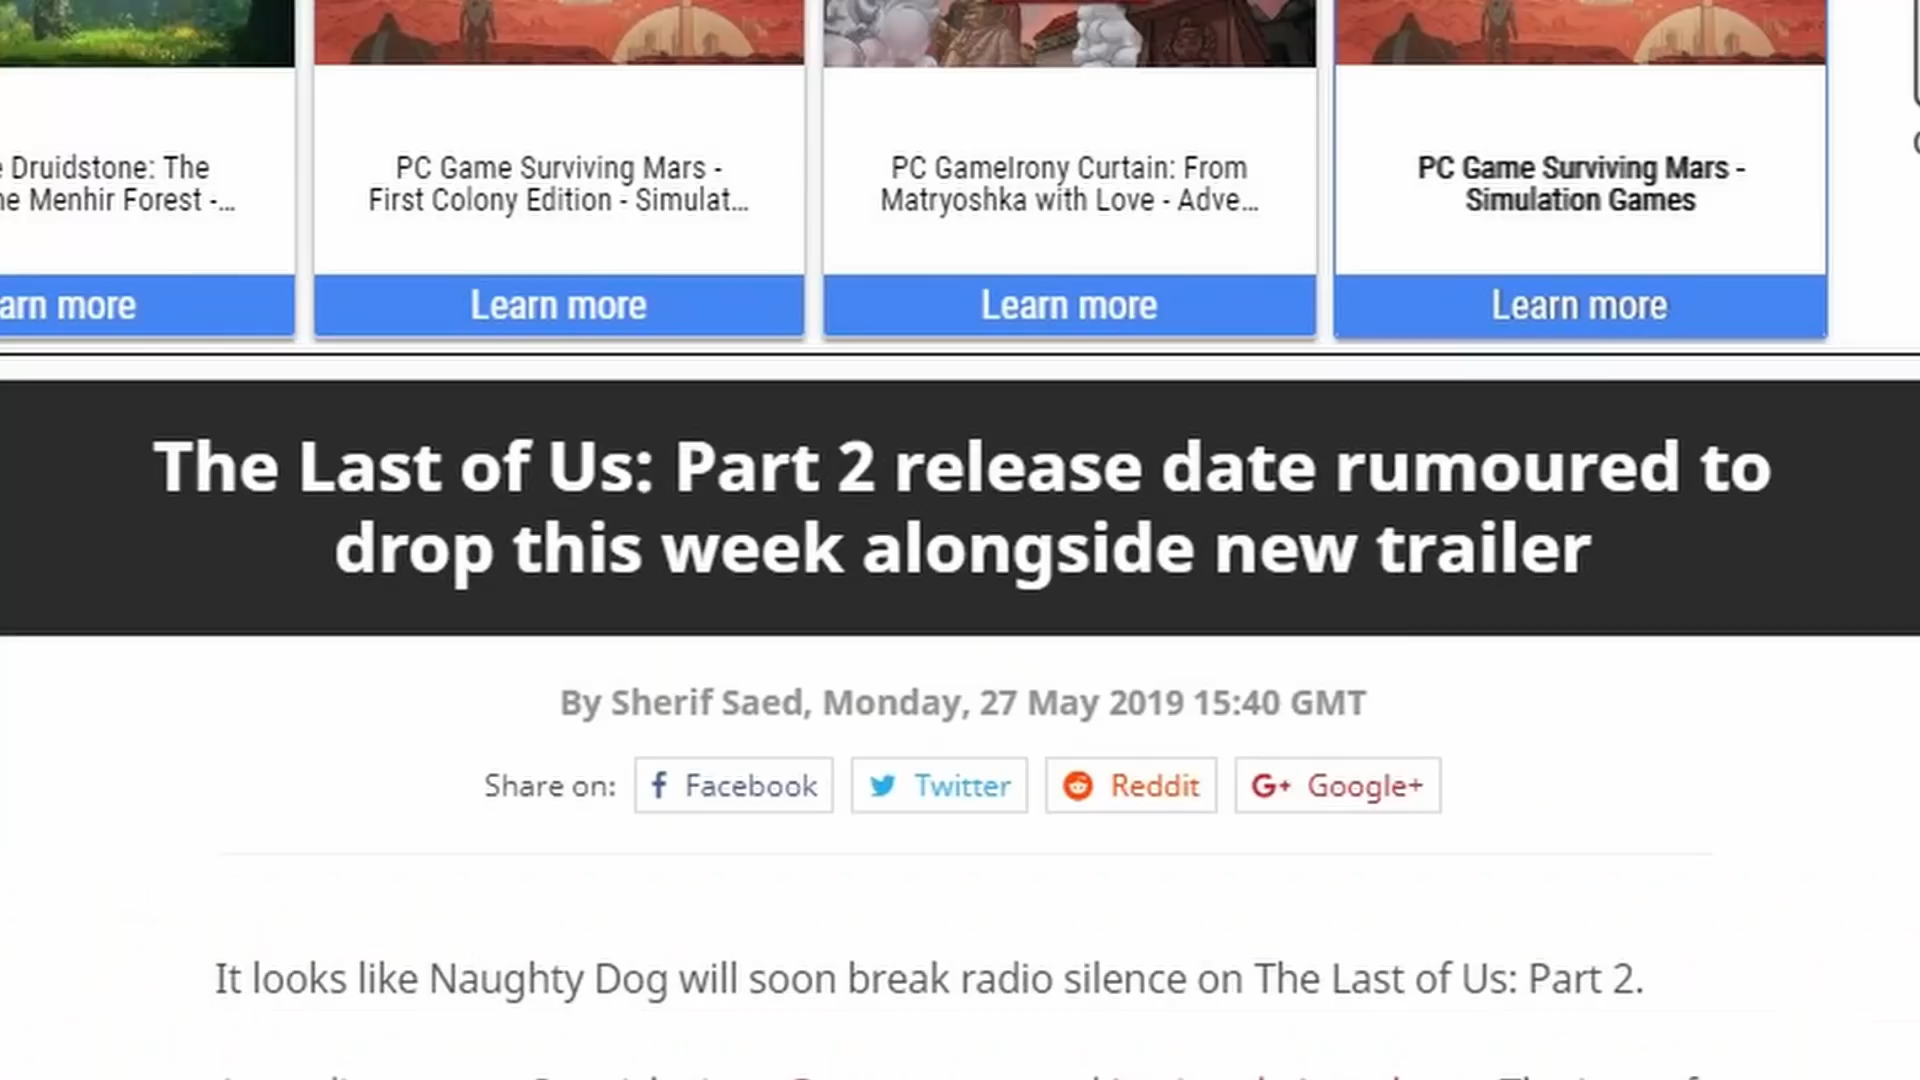 Druidstone: The
Menhir Forest -...
PC Game Surviving Mars -
First Colony Edition - Simulat...
PC GameIrony Curtain: From
Matryoshka with Love - Adve...
PC Game Surviving Mars -
Simulation Games
arn more
Learn more
Learn more
Learn more
The Last of Us: Part 2 release date rumoured to
drop this week alongside new trailer
By Sherif Saed, Monday, 27 May 2019 15:40 GMT
Share on: Facebook Twitter Reddit G+ Google+
It looks like Naughty Dog will soon break radio silence on The Last of Us: Part 2.